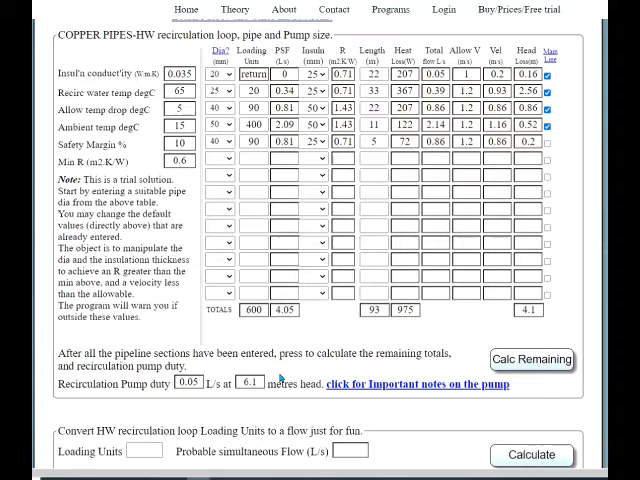 Home Theory About Contact Programs Login Buy/Prices/Free trial
COPPER PIPES-HW recirculation loop, pipe and Pump size.
Dia? Loading PSF Insuln R Length Heat Total Allow V Vel Head Main
(mm) Units (L/s) (mm) (m2.K/W) (m) Loss(W) flow L/s (m/s) (m/s) Loss(m) Line
Insul'n conduct'ity (W/m.K) 0.035 20 return 0 25 0.71 22 207 0.05 1 0.2 0.16
Recirc water temp degC 65 25 20 0.34 25 0.71 33 367 0.39 1.2 0.93 2.56
Allow temp drop degC 5 40 90 0.81 50 1.43 22 207 0.86 1.2 0.86 0.86
Ambient temp degC 15 50 400 2.09 50 1.43 11 122 2.14 1.2 1.16 0.52
Safety Margin % 10 40 90 0.81 25 0.71 5 72 0.86 1.2 0.86 0.2
Min R (m2.K/W) 0.6
Note: This is a trial solution.
Start by entering a suitable pipe
dia from the above table.
You may change the default
values (directly above) that
are already entered.
The object is to manipulate the
dia and the insulationn thickness
to achieve an R greater than the
min above, and a velocity less
than the allowable.
The program will warn you if
outside these values.
TOTALS 600 4.05 93 975 4.1
After all the pipeline sections have been entered, press to calculate the remaining totals,
and recirculation pump duty.
Calc Remaining
Recirculation Pump duty 0.05 L/s at 6.1 metres head. click for Important notes on the pump
Convert HW recirculation loop Loading Units to a flow just for fun.
Loading Units Probable simultaneous Flow (L/s) Calculate